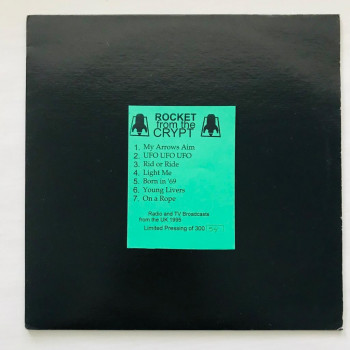 ROCKET
from the
CRYPT
1. My Arrows Aim
2. UFO UFO UFO
3. Rid or Ride
4. Light Me
5. Born in '69
6. Young Livers
7. On a Rope
Radio and TV Broadcasts
from the UK 1996
Limited Pressing of 300